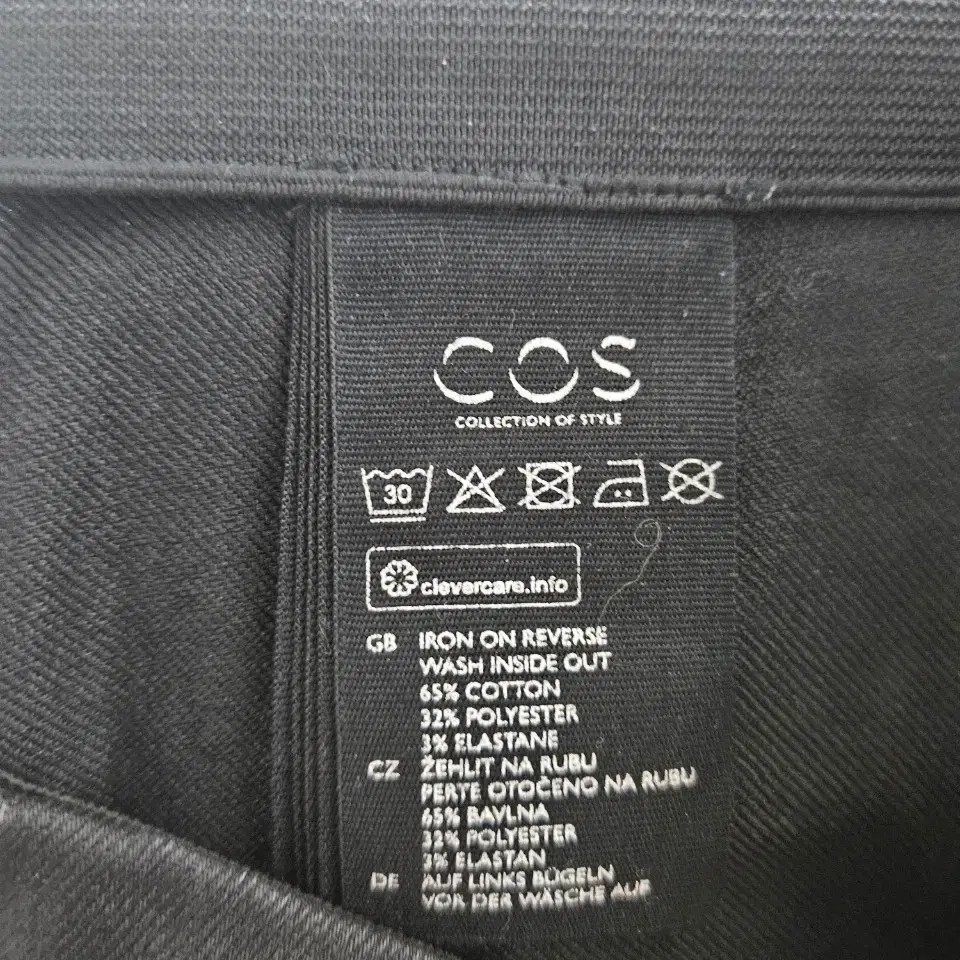 COS
COLLECTION OF STYLE
30
clevercare.info
GB IRON ON REVERSE
WASH INSIDE OUT
65% COTTON
32% POLYESTER
3% ELASTANE
CZ ŽEHLIT NA RUBU
PERTE OTOČENO NA RUBU
65% BAVLNA
32% POLYESTER
3% ELASTAN
DE AUF LINKS BÜGELN
VOR DER WÄSCHE AUF